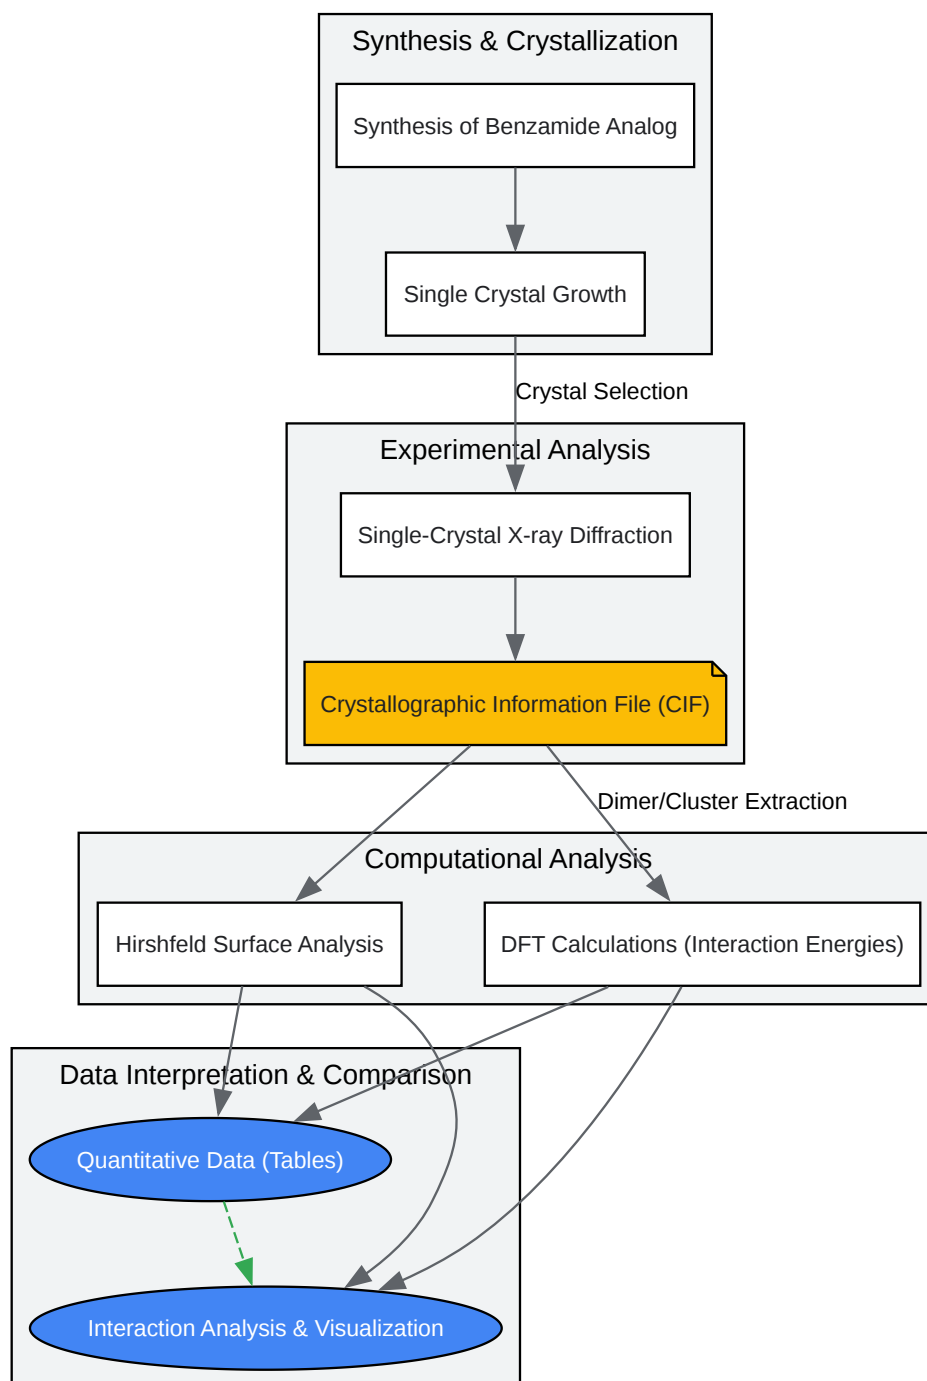 Synthesis & Crystallization
Synthesis of Benzamide Analog
Single Crystal Growth
Crystal Selection
Experimental Analysis
Single-Crystal X-ray Diffraction
Crystallographic Information File (CIF)
Dimer/Cluster Extraction
Computational Analysis
Hirshfeld Surface Analysis
DFT Calculations (Interaction Energies)
Data Interpretation & Comparison
Quantitative Data (Tables)
Interaction Analysis & Visualization